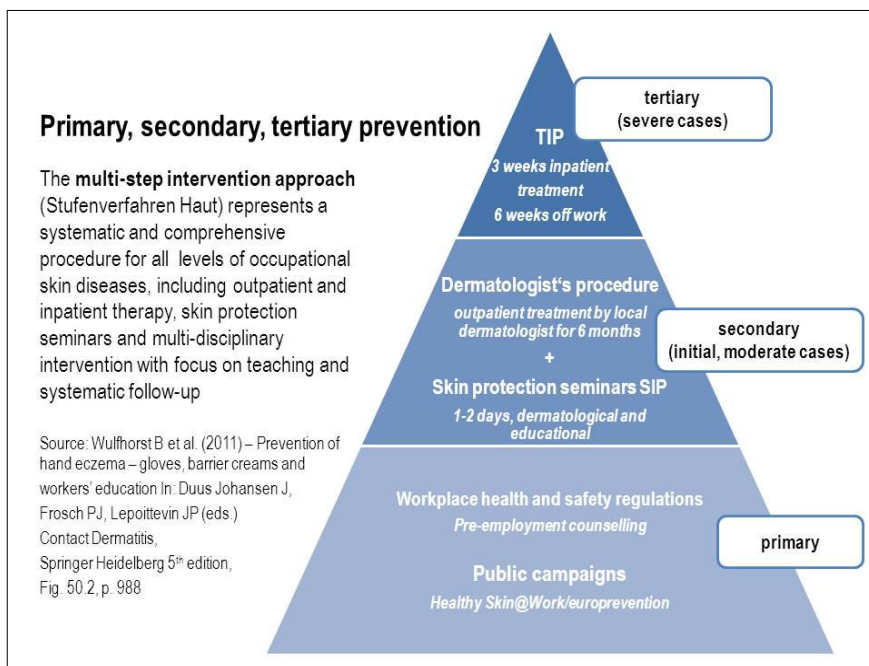 Primary, secondary, tertiary prevention
The multi-step intervention approach
(Stufenverfahren Haut) represents a
systematic and comprehensive
procedure for all levels of occupational
skin diseases, including outpatient and
inpatient therapy, skin protection
seminars and multi-disciplinary
intervention with focus on teaching and
systematic follow-up
Source: Wulfhorst B et al. (2011) – Prevention of
hand eczema – gloves, barrier creams and
workers' education In: Duus Johansen J,
Frosch PJ, Lepoittevin JP (eds.)
Contact Dermatitis,
Springer Heidelberg 5th edition,
Fig. 50.2, p. 988
tertiary
(severe cases)
TIP
3 weeks inpatient
treatment
6 weeks off work
Dermatologist's procedure
outpatient treatment by local
dermatologist for 6 months
+
Skin protection seminars SIP
1-2 days, dermatological and
educational
secondary
(initial, moderate cases)
Workplace health and safety regulations
Pre-employment counselling
Public campaigns
Healthy Skin@Work/europrevention
primary